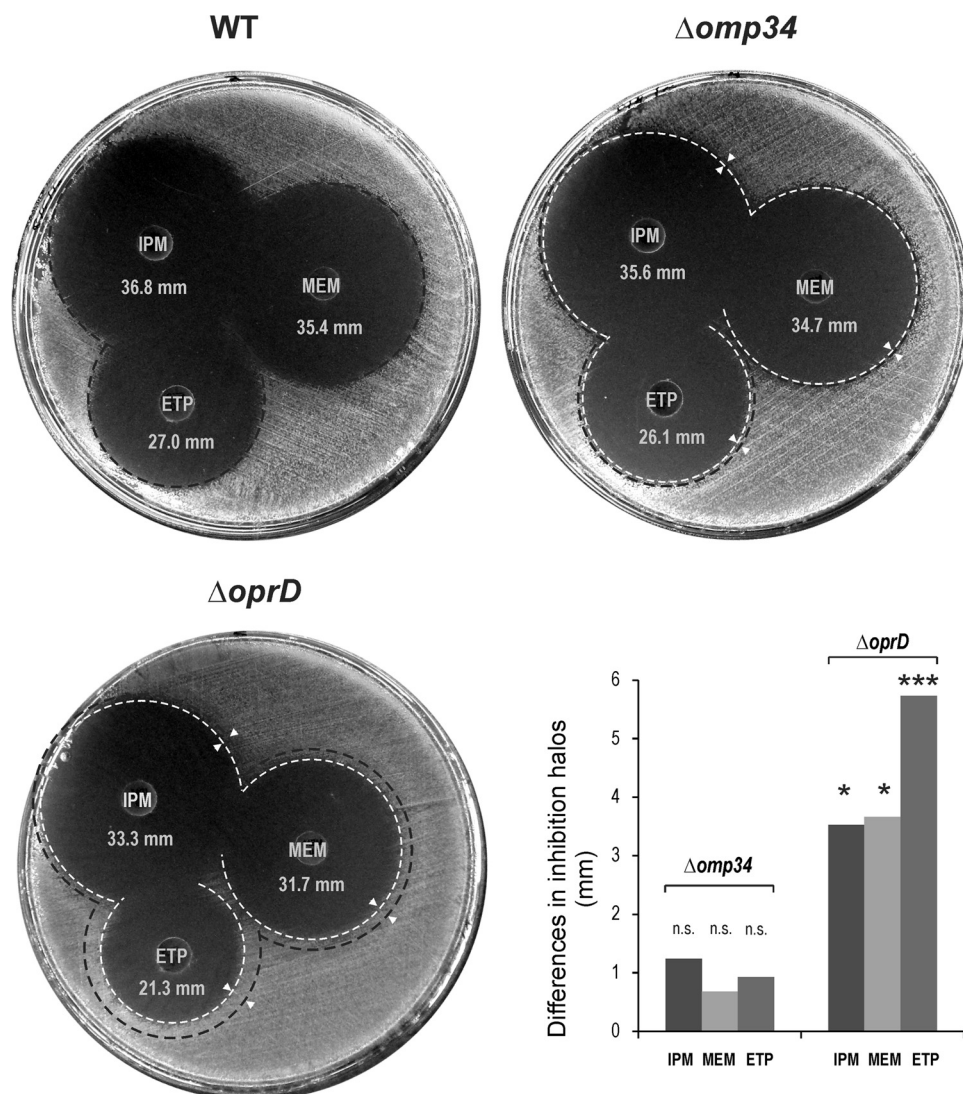 WT
IPM
36.8 mm
MEM
35.4 mm
ETP
27.0 mm
Δomp34
IPM
35.6 mm
MEM
34.7 mm
ETP
26.1 mm
ΔoprD
IPM
33.3 mm
MEM
31.7 mm
ETP
21.3 mm
Differences in inhibition halos
(mm)
6
5
4
3
2
1
0
Δomp34
n.s. n.s. n.s.
ΔoprD
* * ***
IPM MEM ETP IPM MEM ETP